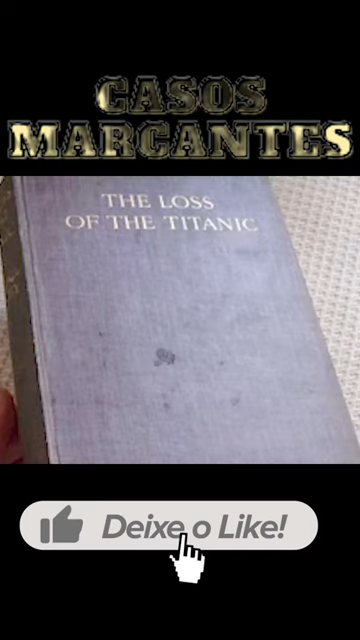 CASOS
MARCANTES
THE LOSS
OF THE TITANIC
Deixe o Like!